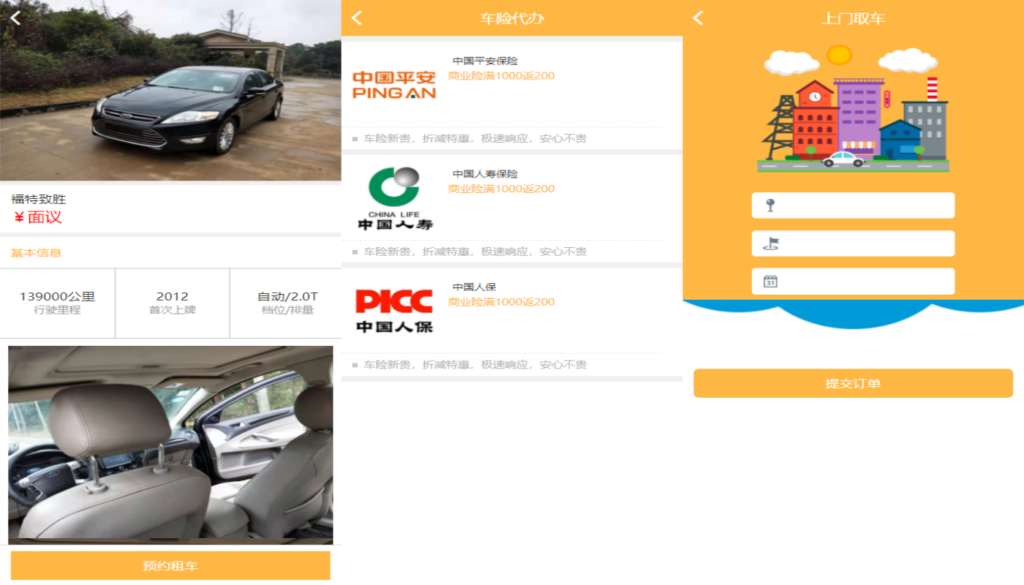 福特致胜
￥面议
基本信息
139000公里
行驶里程
2012
首次上牌
自动/2.0T
档位/排量
预约租车
车险代办
中国平安
PING AN
中国平安保险
商业险满1000返200
车险新贵，折减特惠，极速响应，安心不贵
CHINA LIFE
中国人寿
中国人寿保险
商业险满1000返200
车险新贵，折减特惠，极速响应，安心不贵
PICC
中国人保
中国人保
商业险满1000返200
车险新贵，折减特惠，极速响应，安心不贵
上门取车
31
提交订单